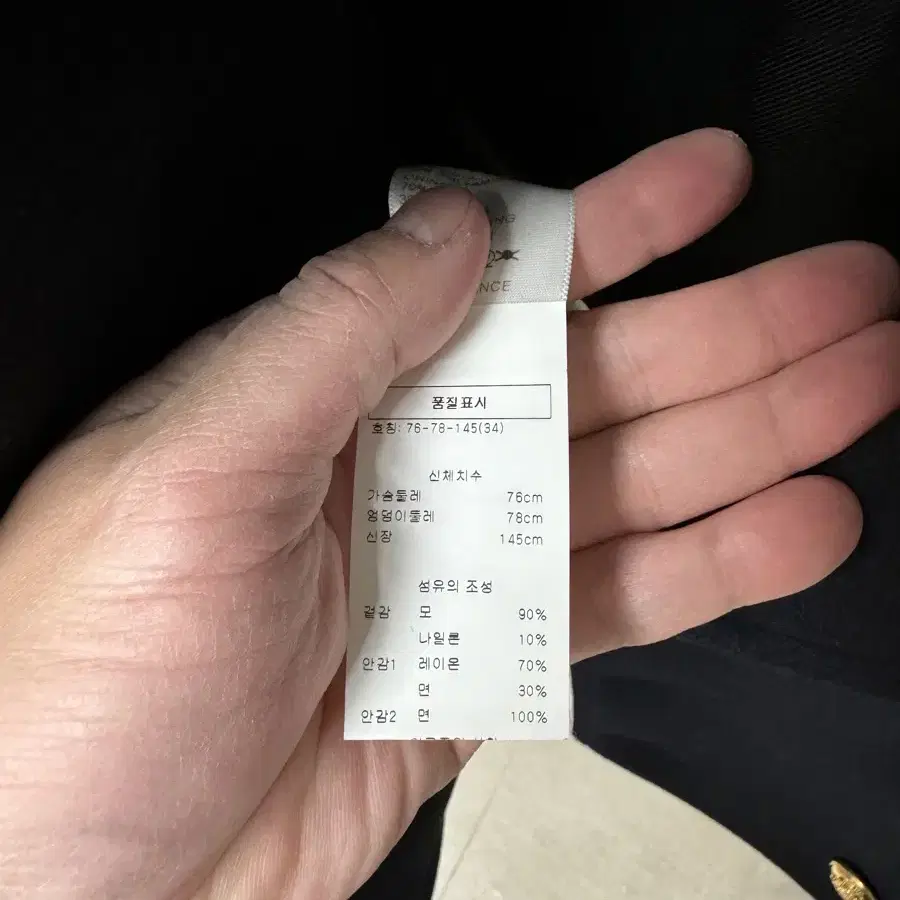 품질표시
호칭: 76-78-145(34)
신체치수
가슴둘레 76cm
엉덩이둘레 78cm
신장 145cm
섬유의 조성
겉감 모 90%
나일론 10%
안감1 레이온 70%
면 30%
안감2 면 100%